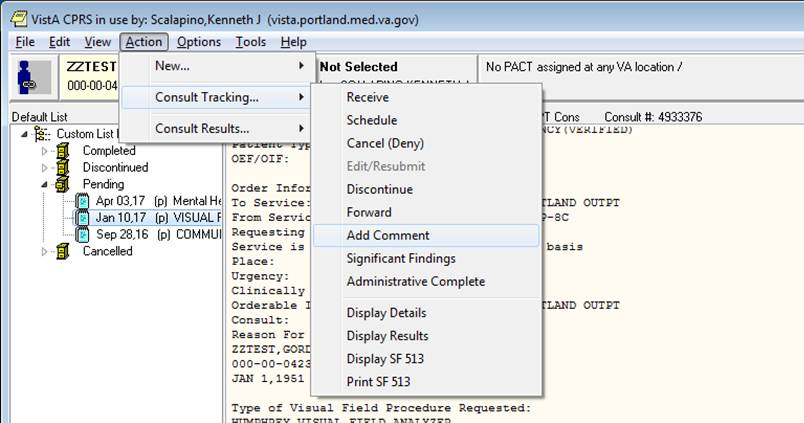 VistA CPRS in use by: Scalapino,Kenneth J (vista.portland.med.va.gov)
File Edit View Action Options Tools Help
ZZTEST
000-00-04
Not Selected
No PACT assigned at any VA location /
New...
Consult Tracking...
Consult Results...
Receive
Schedule
Cancel (Deny)
Edit/Resubmit
Discontinue
Forward
Add Comment
Significant Findings
Administrative Complete
Display Details
Display Results
Display SF 513
Print SF 513
Default List
PT Cons Consult #: 4933376
Custom List
Completed
Discontinued
Pending
Apr 03,17 (p) Mental He
Jan 10,17 (p) VISUAL F
Sep 28,16 (p) COMMU
Cancelled
NCY(VERIFIED)
Patient Typ
OEF/OIF:
Order Infor
To Service: TLAND OUTPT
From Servic P-8C
Requesting
Service is basis
Place:
Urgency:
Clinically
Orderable I TLAND OUTPT
Consult:
Reason For
ZZTEST,GORD
000-00-0423
JAN 1,1951
Type of Visual Field Procedure Requested:
HUMPHREY VISUAL FIELD ANALYZER